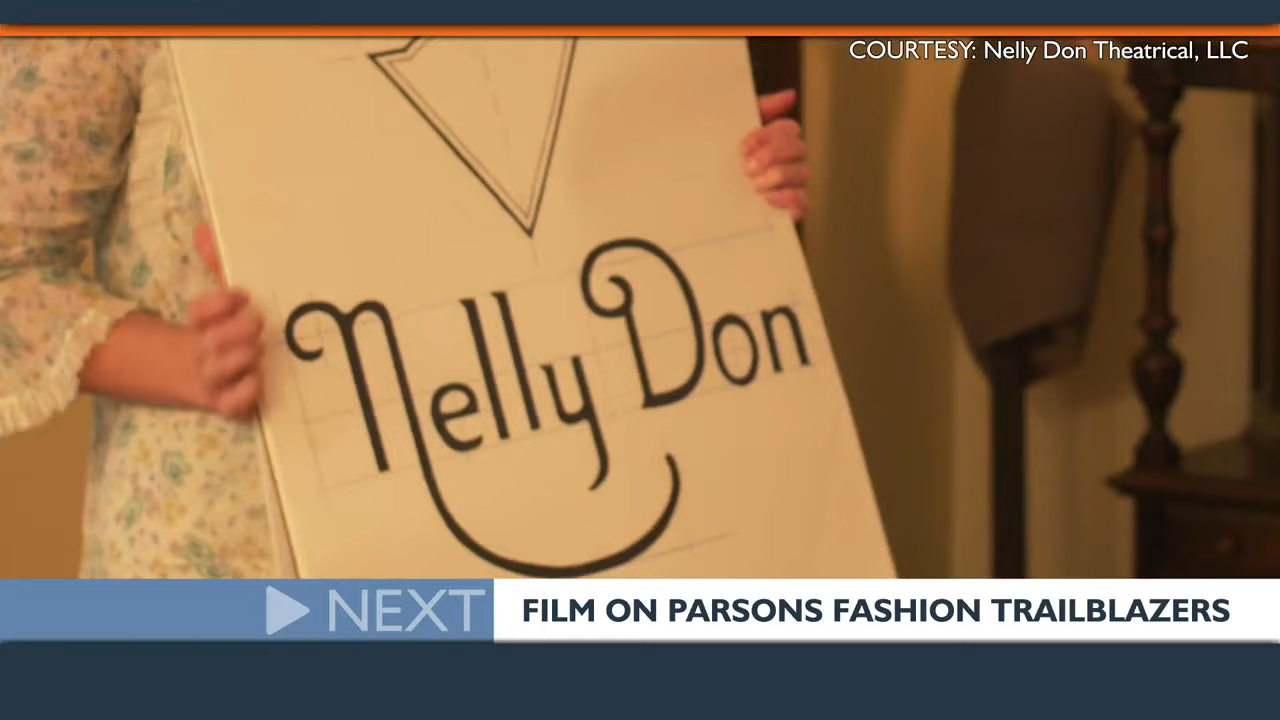 COURTESY: Nelly Don Theatrical, LLC
Nelly Don
NEXT
FILM ON PARSONS FASHION TRAILBLAZERS